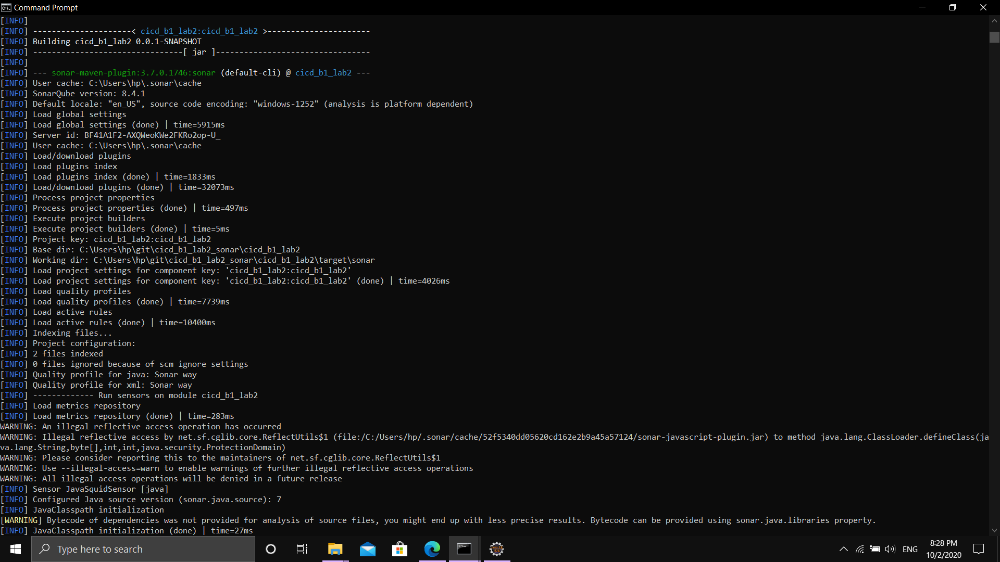 Command Prompt
[INFO]
[INFO] ---------------------< cicd_b1_lab2:cicd_b1_lab2 >----------------------
[INFO] Building cicd_b1_lab2 0.0.1-SNAPSHOT
[INFO] --------------------------------[ jar ]---------------------------------
[INFO]
[INFO] --- sonar-maven-plugin:3.7.0.1746:sonar (default-cli) @ cicd_b1_lab2 ---
[INFO] User cache: C:\Users\hp\.sonar\cache
[INFO] SonarQube version: 8.4.1
[INFO] Default locale: "en_US", source code encoding: "windows-1252" (analysis is platform dependent)
[INFO] Load global settings
[INFO] Load global settings (done) | time=5915ms
[INFO] Server id: BF41A1F2-AXQWeoKWe2FKRo2op-U_
[INFO] User cache: C:\Users\hp\.sonar\cache
[INFO] Load/download plugins
[INFO] Load plugins index
[INFO] Load plugins index (done) | time=1833ms
[INFO] Load/download plugins (done) | time=32073ms
[INFO] Process project properties
[INFO] Process project properties (done) | time=497ms
[INFO] Execute project builders
[INFO] Execute project builders (done) | time=5ms
[INFO] Project key: cicd_b1_lab2:cicd_b1_lab2
[INFO] Base dir: C:\Users\hp\git\cicd_b1_lab2_sonar\cicd_b1_lab2
[INFO] Working dir: C:\Users\hp\git\cicd_b1_lab2_sonar\cicd_b1_lab2\target\sonar
[INFO] Load project settings for component key: 'cicd_b1_lab2:cicd_b1_lab2'
[INFO] Load project settings for component key: 'cicd_b1_lab2:cicd_b1_lab2' (done) | time=4026ms
[INFO] Load quality profiles
[INFO] Load quality profiles (done) | time=7739ms
[INFO] Load active rules
[INFO] Load active rules (done) | time=10400ms
[INFO] Indexing files...
[INFO] Project configuration:
[INFO] 2 files indexed
[INFO] 0 files ignored because of scm ignore settings
[INFO] Quality profile for java: Sonar way
[INFO] Quality profile for xml: Sonar way
[INFO] ------------- Run sensors on module cicd_b1_lab2
[INFO] Load metrics repository
[INFO] Load metrics repository (done) | time=283ms
WARNING: An illegal reflective access operation has occurred
WARNING: Illegal reflective access by net.sf.cglib.core.ReflectUtils$1 (file:/C:/Users/hp/.sonar/cache/52f5340dd05620cd162e2b9a45a57124/sonar-javascript-plugin.jar) to method java.lang.ClassLoader.defineClass(ja
va.lang.String,byte[],int,int,java.security.ProtectionDomain)
WARNING: Please consider reporting this to the maintainers of net.sf.cglib.core.ReflectUtils$1
WARNING: Use --illegal-access=warn to enable warnings of further illegal reflective access operations
WARNING: All illegal access operations will be denied in a future release
[INFO] Sensor JavaSquidSensor [java]
[INFO] Configured Java source version (sonar.java.source): 7
[INFO] JavaClasspath initialization
[WARNING] Bytecode of dependencies was not provided for analysis of source files, you might end up with less precise results. Bytecode can be provided using sonar.java.libraries property.
[INFO] JavaClasspath initialization (done) | time=27ms
Type here to search
ENG
8:28 PM
10/2/2020